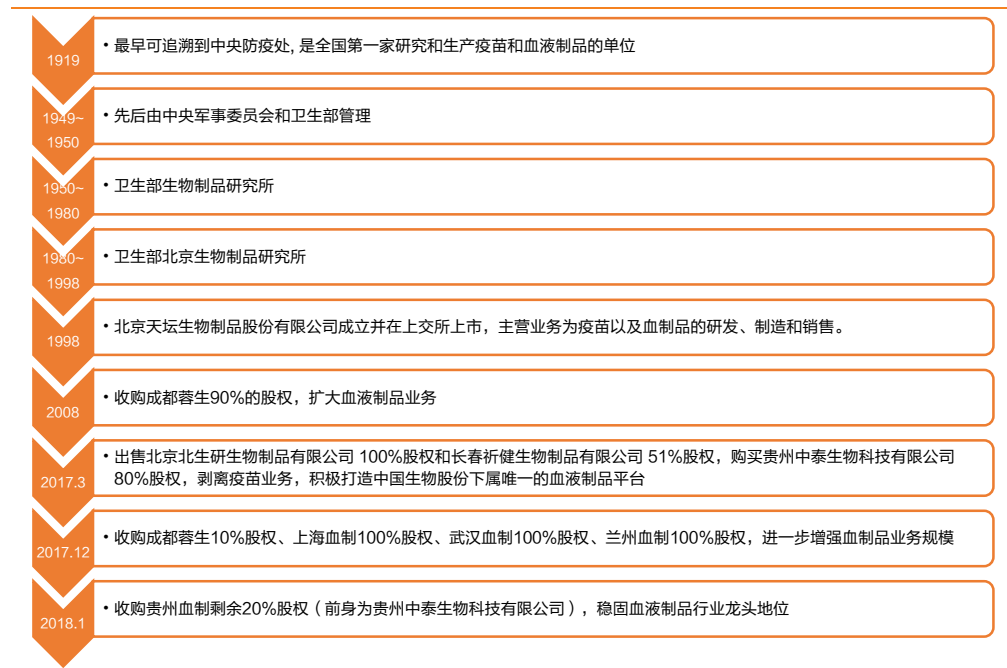 1919
• 最早可追溯到中央防疫处, 是全国第一家研究和生产疫苗和血液制品的单位
1949~
1950
• 先后由中央军事委员会和卫生部管理
1950~
1980
• 卫生部生物制品研究所
1980~
1998
• 卫生部北京生物制品研究所
1998
• 北京天坛生物制品股份有限公司成立并在上交所上市，主营业务为疫苗以及血制品的研发、制造和销售。
2008
• 收购成都蓉生90%的股权，扩大血液制品业务
2017.3
• 出售北京北生研生物制品有限公司 100%股权和长春祈健生物制品有限公司 51%股权，购买贵州中泰生物科技有限公司
80%股权，剥离疫苗业务，积极打造中国生物股份下属唯一的血液制品平台
2017.12
• 收购成都蓉生10%股权、上海血制100%股权、武汉血制100%股权、兰州血制100%股权，进一步增强血制品业务规模
2018.1
• 收购贵州血制剩余20%股权（前身为贵州中泰生物科技有限公司），稳固血液制品行业龙头地位